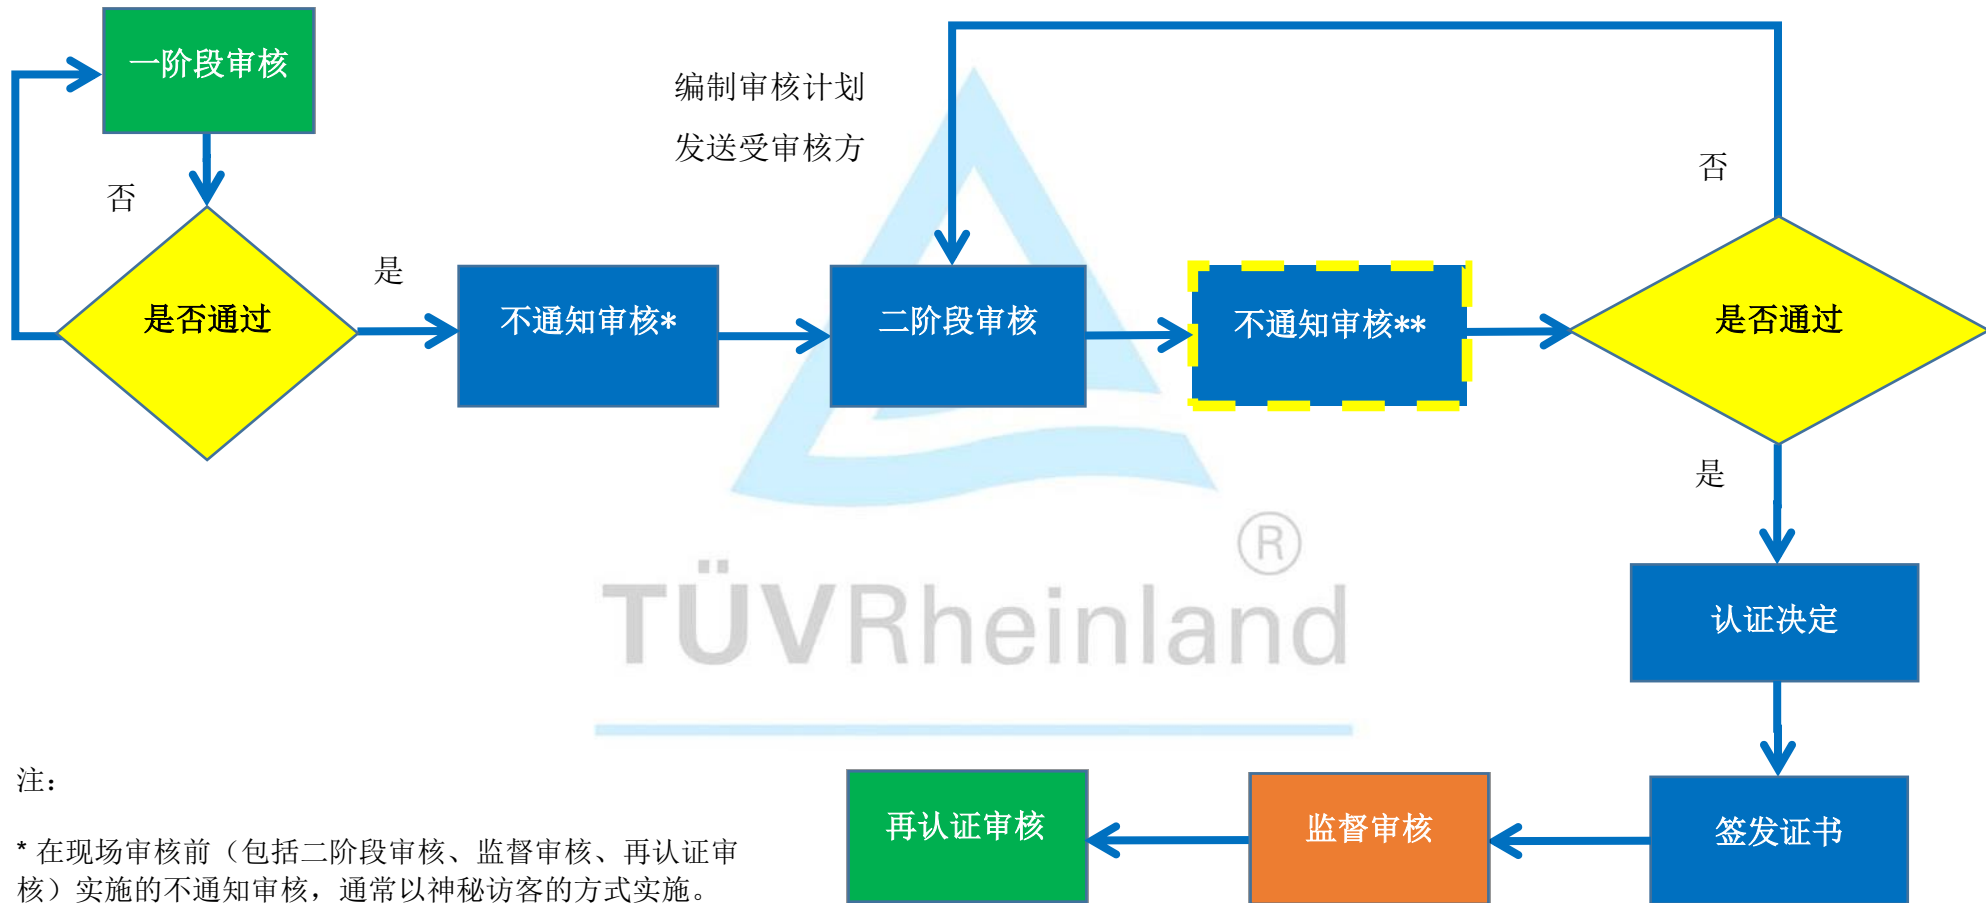 一阶段审核
编制审核计划
发送受审核方
否
否
是
是否通过
不通知审核*
二阶段审核
不通知审核**
是否通过
是
®
TÜVRheinland
认证决定
注：
再认证审核
监督审核
签发证书
* 在现场审核前（包括二阶段审核、监督审核、再认证审
核）实施的不通知审核，通常以神秘访客的方式实施。